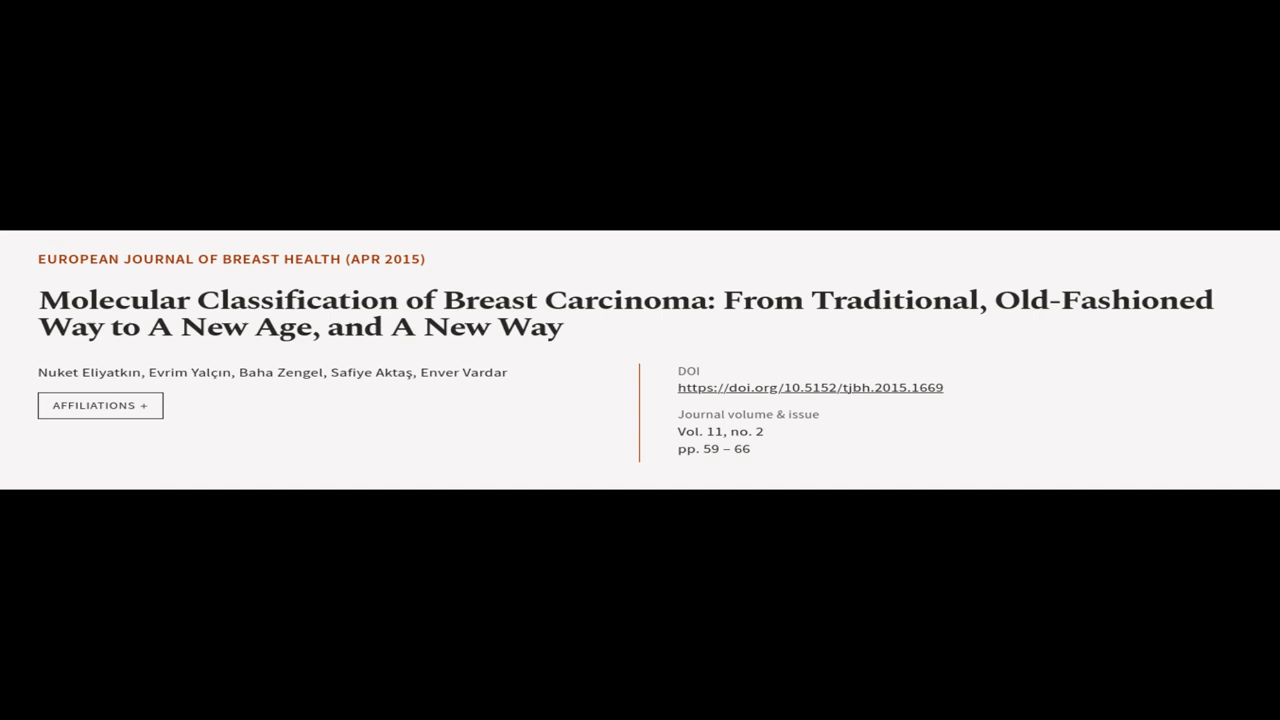 EUROPEAN JOURNAL OF BREAST HEALTH (APR 2015)
Molecular Classification of Breast Carcinoma: From Traditional, Old-Fashioned
Way to A New Age, and A New Way
Nuket Eliyatkın, Evrim Yalçın, Baha Zengel, Safiye Aktaş, Enver Vardar
AFFILIATIONS +
DOI
https://doi.org/10.5152/tjbh.2015.1669
Journal volume & issue
Vol. 11, no. 2
pp. 59 – 66